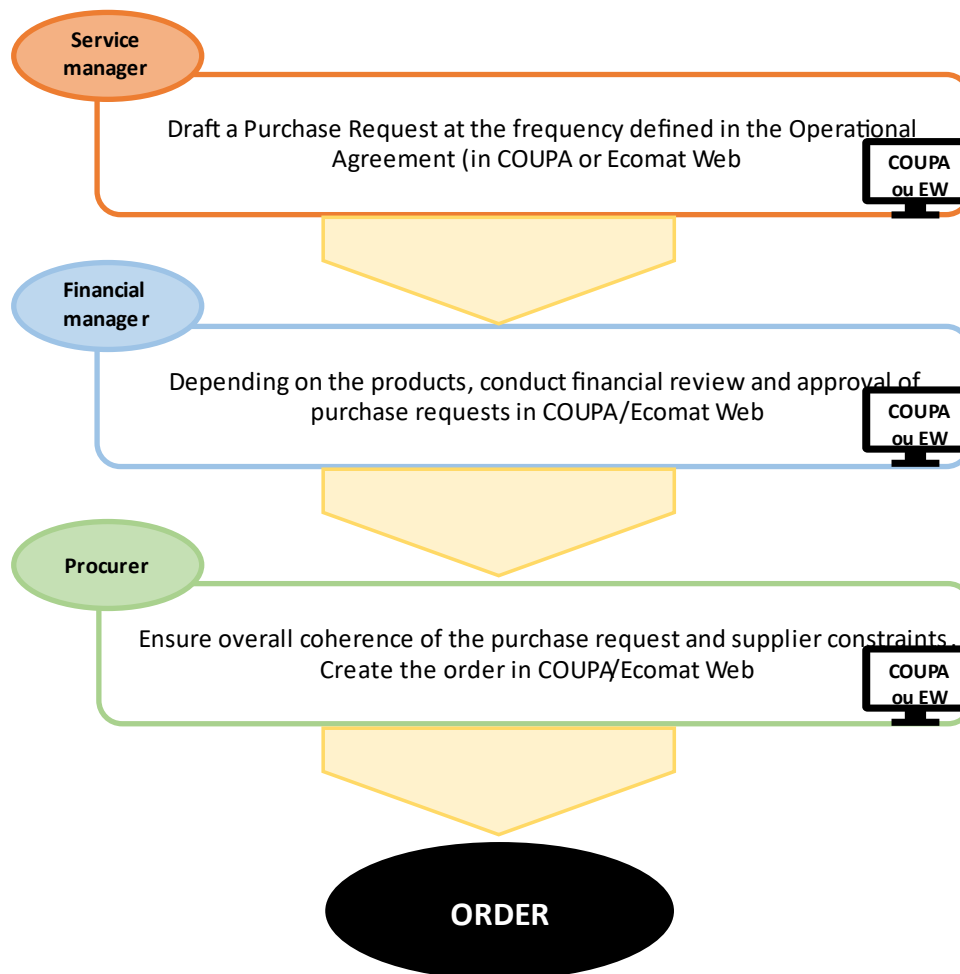 Service
manager
Draft a Purchase Request at the frequency defined in the Operational
Agreement (in COUPA or Ecomat Web
COUPA
ou EW
Financial
manager
Depending on the products, conduct financial review and approval of
purchase requests in COUPA/Ecomat Web
COUPA
ou EW
Procurer
Ensure overall coherence of the purchase request and supplier constraints.
Create the order in COUPA/Ecomat Web
COUPA
ou EW
ORDER